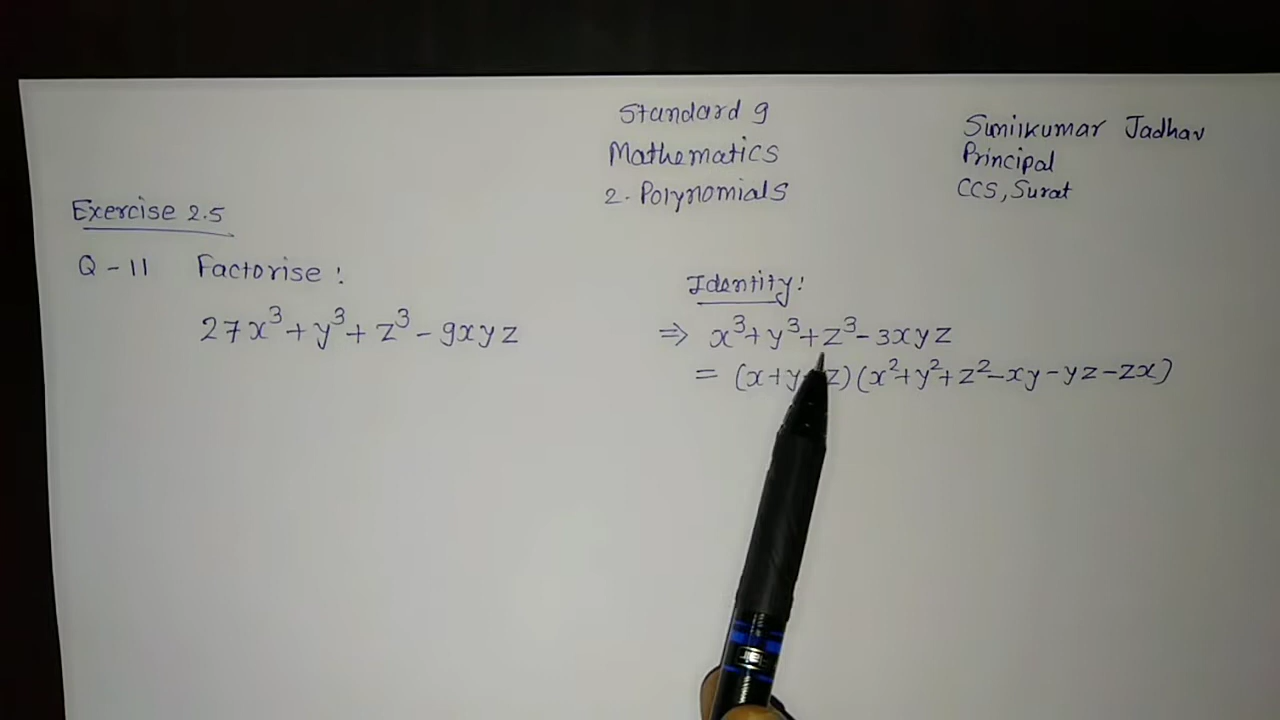 Standard 9
Mathematics
2. Polynomials
Sunilkumar Jadhav
Principal
CCS, Surat
Exercise 2.5
Q - 11 Factorise :
27x³ + y³ + z³ - 9xyz
Identity :
⇒ x³ + y³ + z³ - 3xyz
= (x + y + z) (x² + y² + z² - xy - yz - zx)